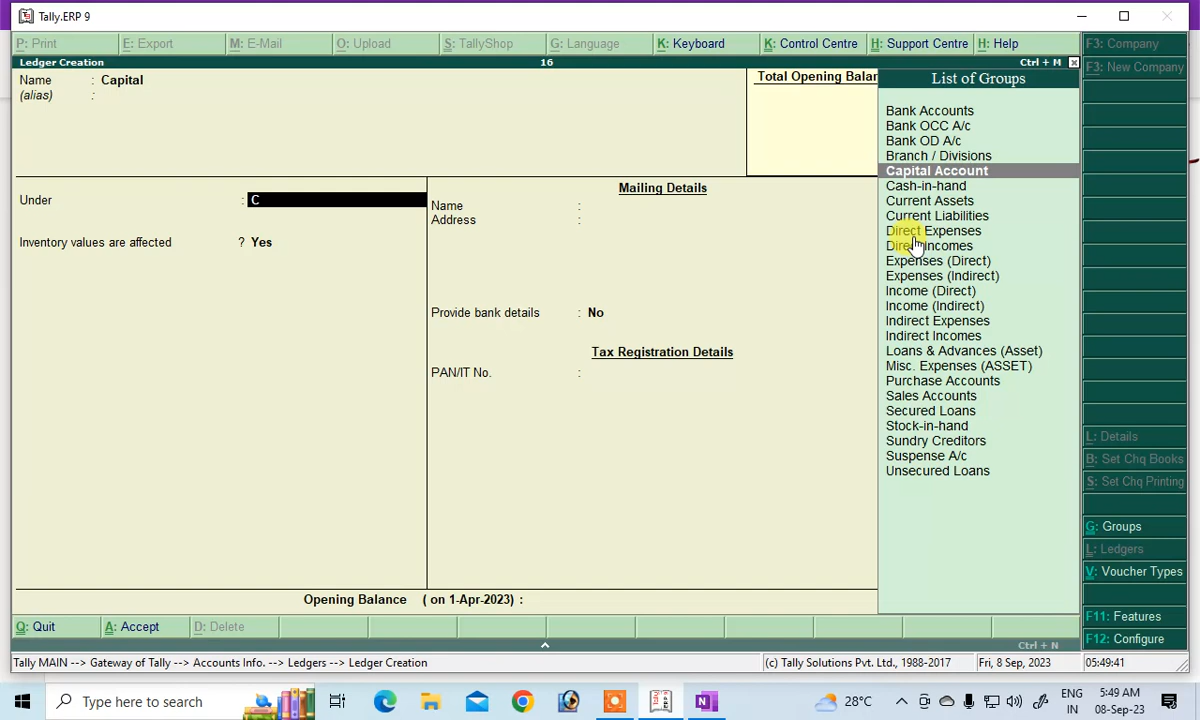 Tally.ERP 9
P: Print E: Export M: E-Mail O: Upload S: TallyShop G: Language K: Keyboard K: Control Centre H: Support Centre H: Help
F3: Company
F3: New Company
Ledger Creation 16 Ctrl + M
Name : Capital
(alias) :
Total Opening Balan
List of Groups
Bank Accounts
Bank OCC A/c
Bank OD A/c
Branch / Divisions
Capital Account
Cash-in-hand
Current Assets
Current Liabilities
Direct Expenses
Direct Incomes
Expenses (Direct)
Expenses (Indirect)
Income (Direct)
Income (Indirect)
Indirect Expenses
Indirect Incomes
Loans & Advances (Asset)
Misc. Expenses (ASSET)
Purchase Accounts
Sales Accounts
Secured Loans
Stock-in-hand
Sundry Creditors
Suspense A/c
Unsecured Loans
Under : C
Inventory values are affected ? Yes
Mailing Details
Name :
Address :
Provide bank details : No
Tax Registration Details
PAN/IT No. :
Opening Balance ( on 1-Apr-2023) :
L: Details
B: Set Chq Books
S: Set Chq Printing
G: Groups
L: Ledgers
V: Voucher Types
F11: Features
F12: Configure
Q: Quit A: Accept D: Delete
Ctrl + N
Tally MAIN --> Gateway of Tally --> Accounts Info. --> Ledgers --> Ledger Creation (c) Tally Solutions Pvt. Ltd., 1988-2017 Fri, 8 Sep, 2023 05:49:41
Type here to search
28°C
ENG
IN
5:49 AM
08-Sep-23